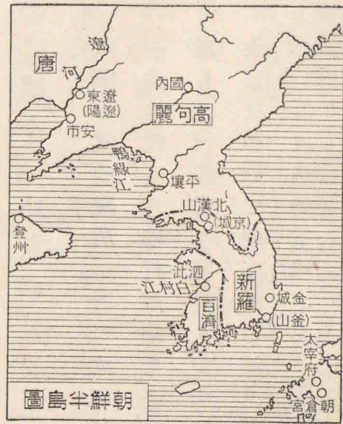 遼河
唐
遼東
(遼陽)
安市
國內
高句麗
鴨綠江
平壤
北漢山
(京城)
登州
泗沘
白村江
百濟
新羅
金城
(釜山)
太宰府
朝倉宮
朝鮮半島圖